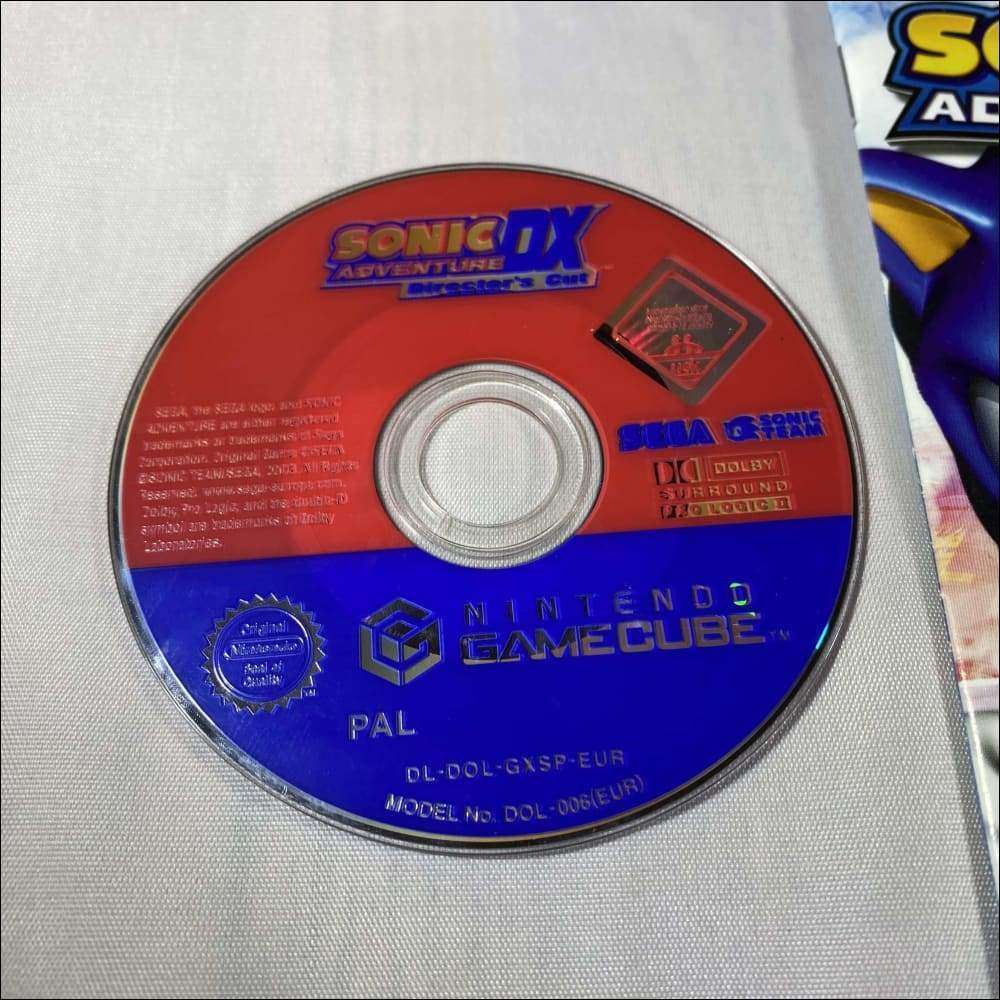 SONIC
ADVENTURE
DX
Director's Cut
SEGA
SONIC
TEAM
DOLBY
SURROUND
PRO LOGIC II
SEGA, the SEGA logo and SONIC
ADVENTURE are either registered
trademarks or trademarks of Sega
Corporation. Original Game © SEGA.
© SONIC TEAM/SEGA, 2003. All Rights
Reserved. www.sega-europe.com.
Dolby, Pro Logic, and the double-D
symbol are trademarks of Dolby
Laboratories.
NINTENDO
GAMECUBE™
Original
Nintendo
Seal of
Quality
TM
PAL
DL-DOL-GXSP-EUR
MODEL No. DOL-006(EUR)